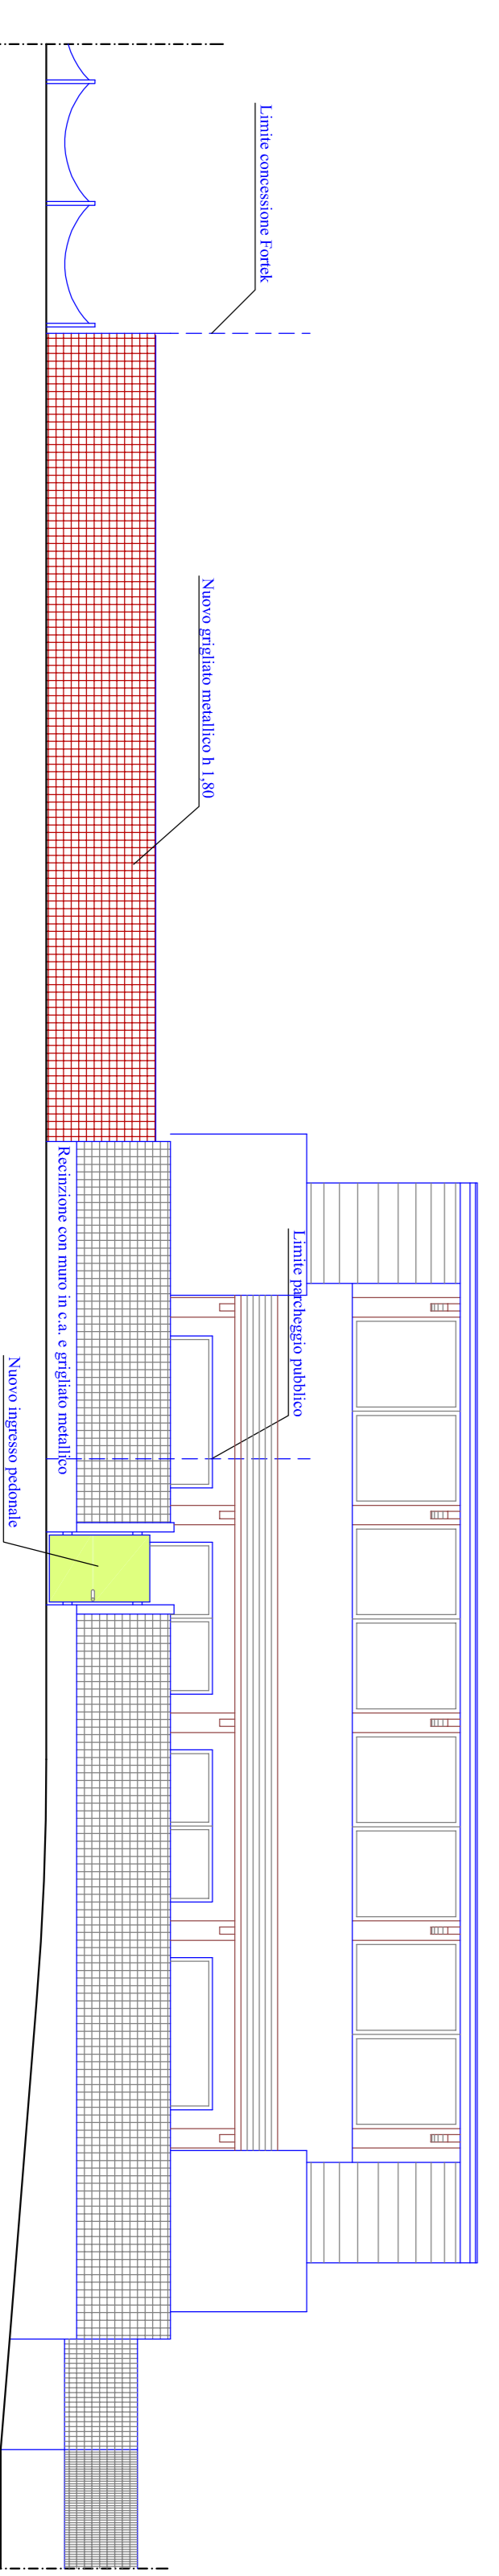 Limite concessione Fortek
Nuovo grigliato metallico h 1,80
Limite parcheggio pubblico
Recinzione con muro in c.a. e grigliato metallico
Nuovo ingresso pedonale